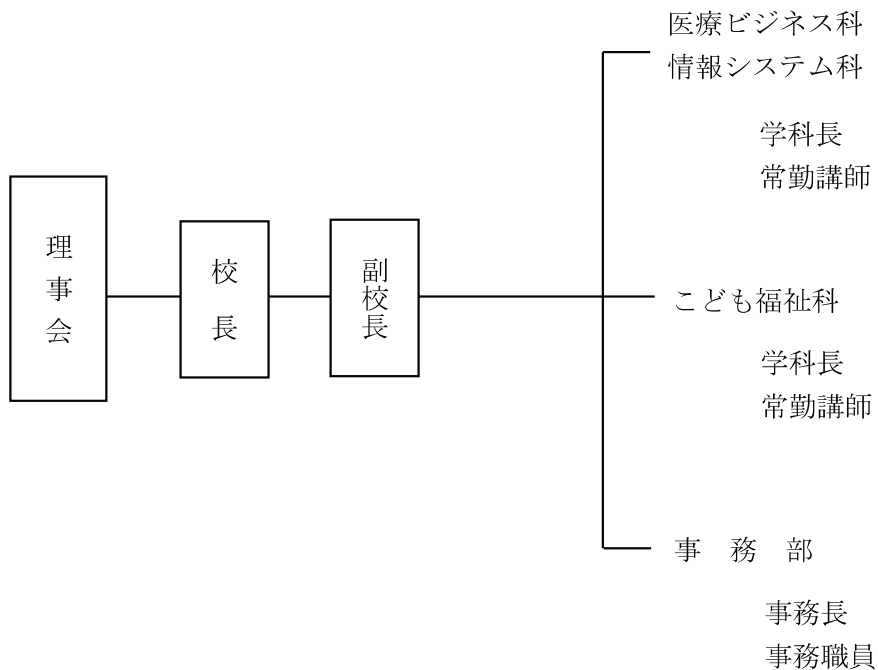 理事会
校長
副校長
医療ビジネス科
情報システム科
学科長
常勤講師
こども福祉科
学科長
常勤講師
事　務　部
事務長
事務職員